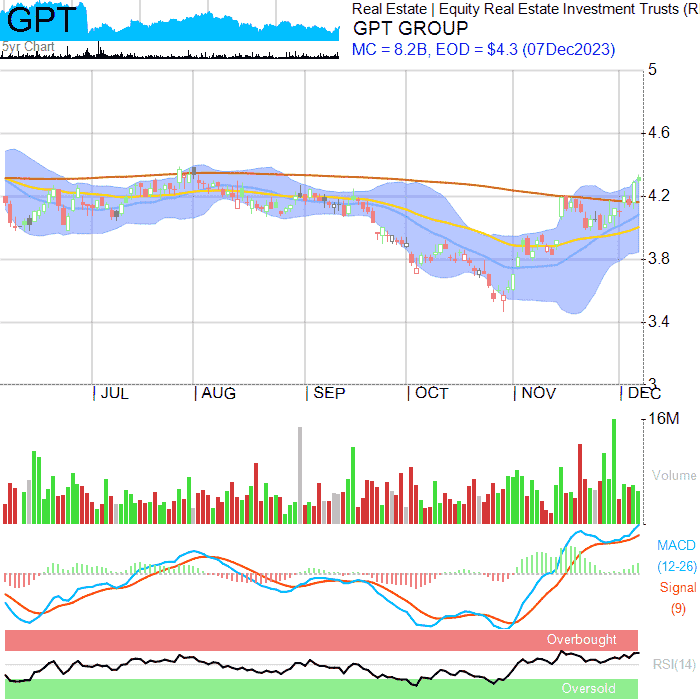 GPT
5yr Chart
Real Estate | Equity Real Estate Investment Trusts (R
GPT GROUP
MC = 8.2B, EOD = $4.3 (07Dec2023)
5
4.6
4.2
3.8
3.4
3
JUL
AUG
SEP
OCT
NOV
DEC
16M
Volume
MACD
(12-26)
Signal
(9)
Overbought
RSI(14)
Oversold